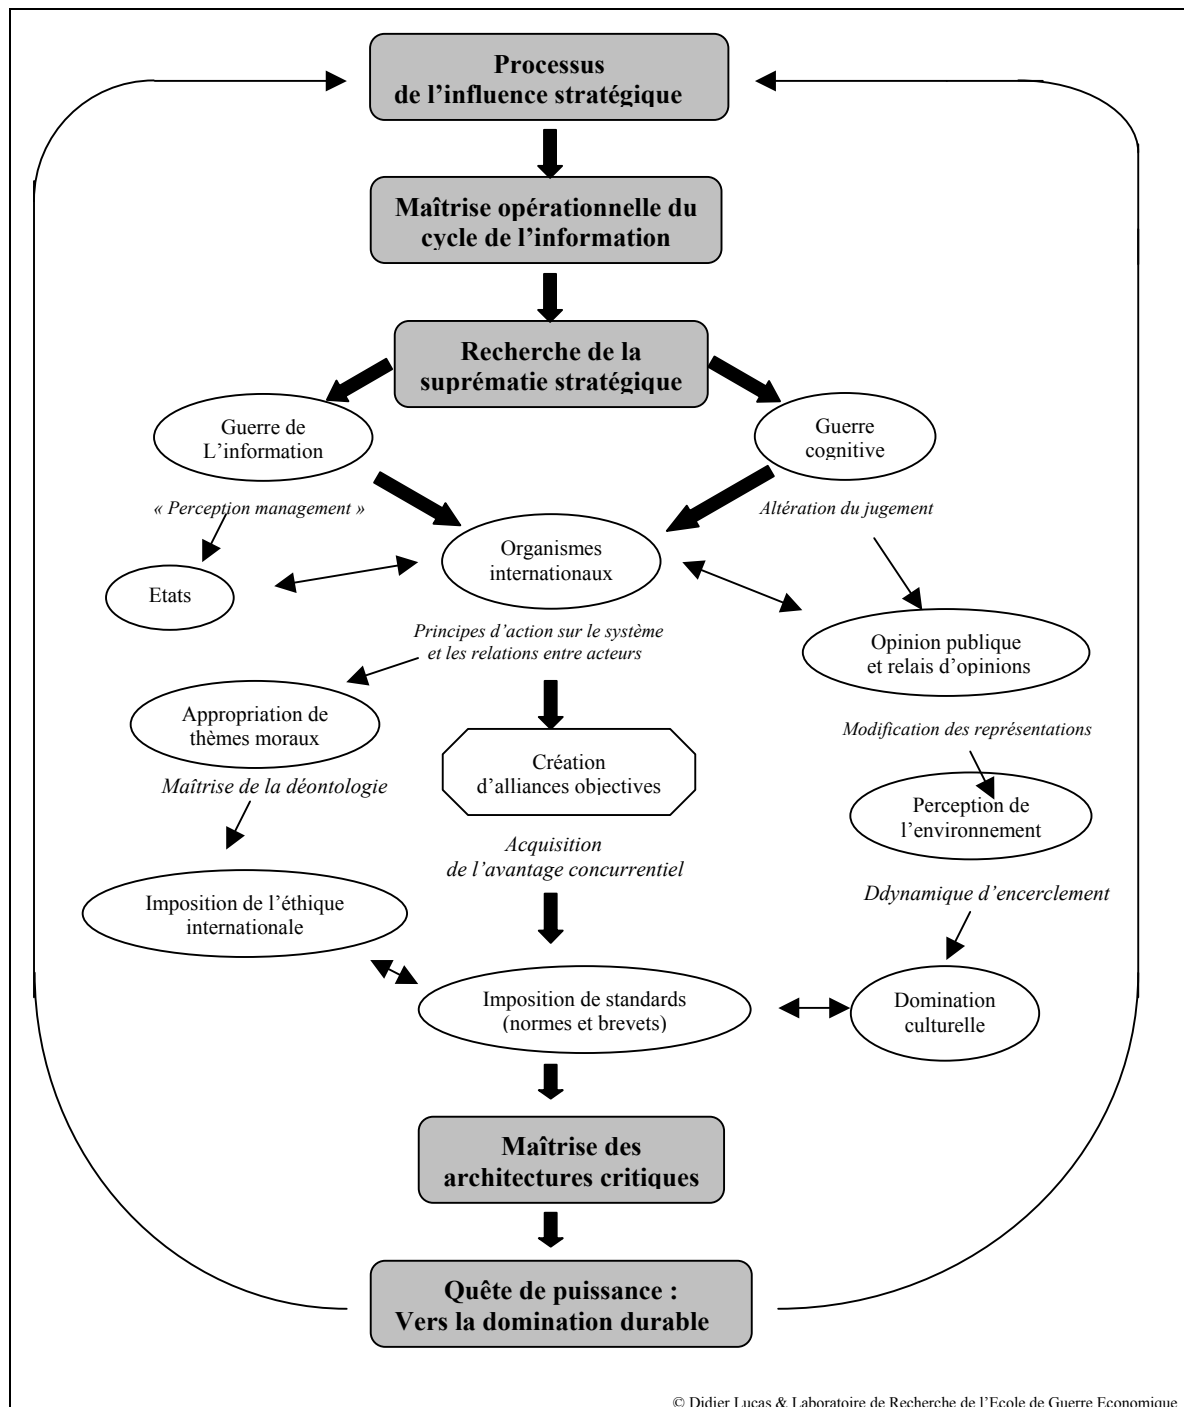 Processus
de l’influence stratégique
Maîtrise opérationnelle du
cycle de l’information
Recherche de la
suprématie stratégique
Guerre de
L’information
Guerre
cognitive
« Perception management »
Altération du jugement
Organismes
internationaux
Etats
Opinion publique
et relais d’opinions
Principes d’action sur le système
et les relations entre acteurs
Appropriation de
thèmes moraux
Modification des représentations
Création
d’alliances objectives
Maîtrise de la déontologie
Perception de
l’environnement
Acquisition
de l’avantage concurrentiel
Imposition de l’éthique
internationale
Ddynamique d’encerclement
Imposition de standards
(normes et brevets)
Domination
culturelle
Maîtrise des
architectures critiques
Quête de puissance :
Vers la domination durable
© Didier Lucas & Laboratoire de Recherche de l’Ecole de Guerre Economique